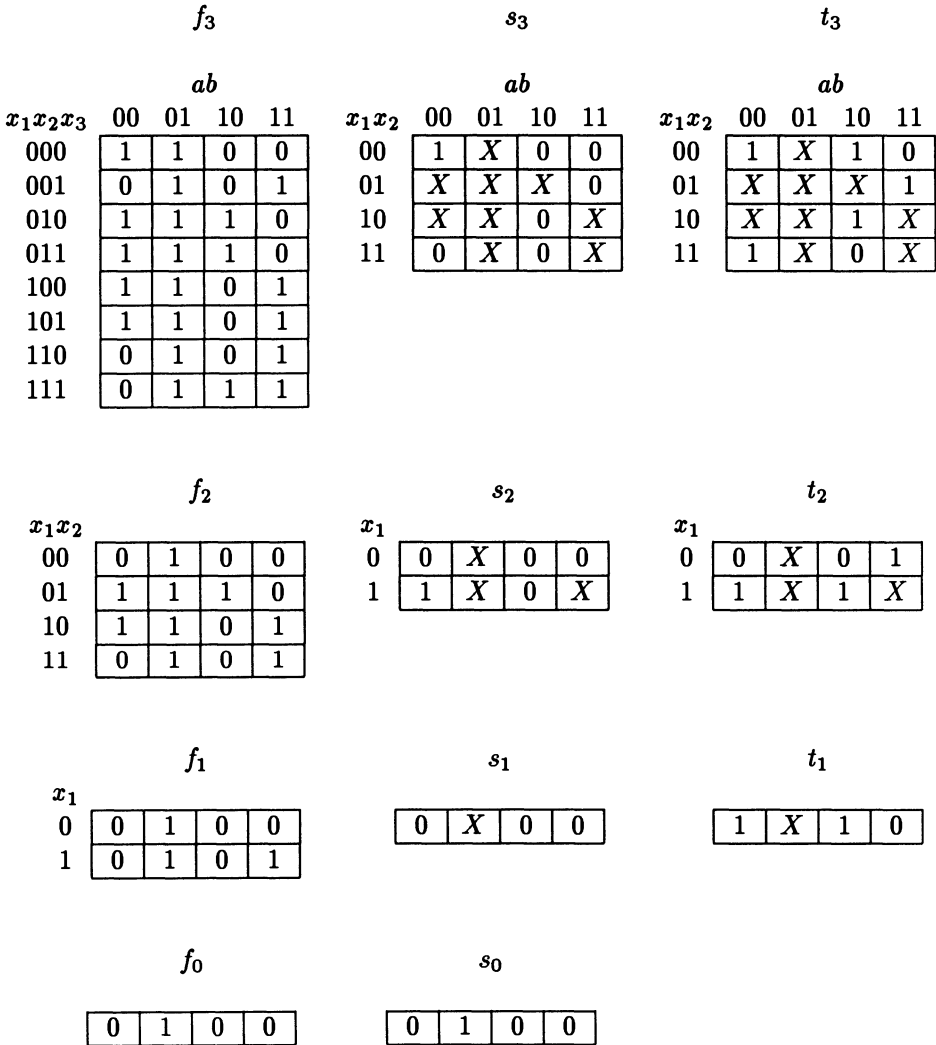 f₃ s₃ t₃
ab ab ab
x₁x₂x₃ 00 01 10 11 x₁x₂ 00 01 10 11 x₁x₂ 00 01 10 11
000 1 1 0 0 00 1 X 0 0 00 1 X 1 0
001 0 1 0 1 01 X X X 0 01 X X X 1
010 1 1 1 0 10 X X 0 X 10 X X 1 X
011 1 1 1 0 11 0 X 0 X 11 1 X 0 X
100 1 1 0 1
101 1 1 0 1
110 0 1 0 1
111 0 1 1 1
f₂ s₂ t₂
x₁x₂ x₁ x₁
00 0 1 0 0 0 0 X 0 0 0 0 X 0 1
01 1 1 1 0 1 1 X 0 X 1 1 X 1 X
10 1 1 0 1
11 0 1 0 1
f₁ s₁ t₁
x₁
0 0 1 0 0 0 X 0 0 1 X 1 0
1 0 1 0 1
f₀ s₀
0 1 0 0 0 1 0 0